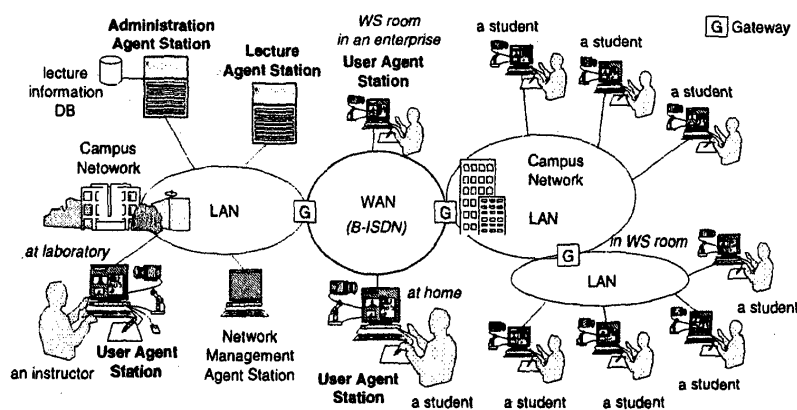 Administration
Agent Station
lecture
information
DB
Lecture
Agent Station
WS room
in an enterprise
User Agent
Station
a student
a student
a student
G Gateway
Campus
Netowork
LAN
G
WAN
(B-ISDN)
G
Campus
Network
LAN
G
in WS room
LAN
at laboratory
an instructor
User Agent
Station
Network
Management
Agent Station
at home
User Agent
Station
a student
a student
a student
a student
a student
a student